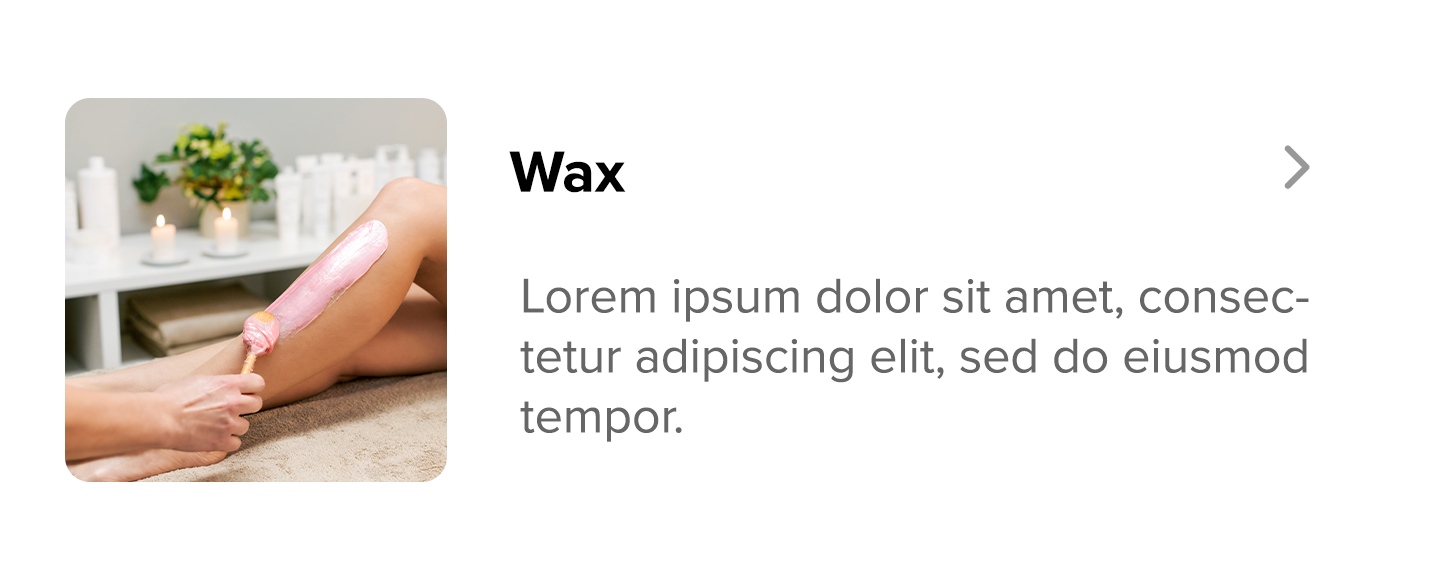 Wax
Lorem ipsum dolor sit amet, consec-
tetur adipiscing elit, sed do eiusmod
tempor.